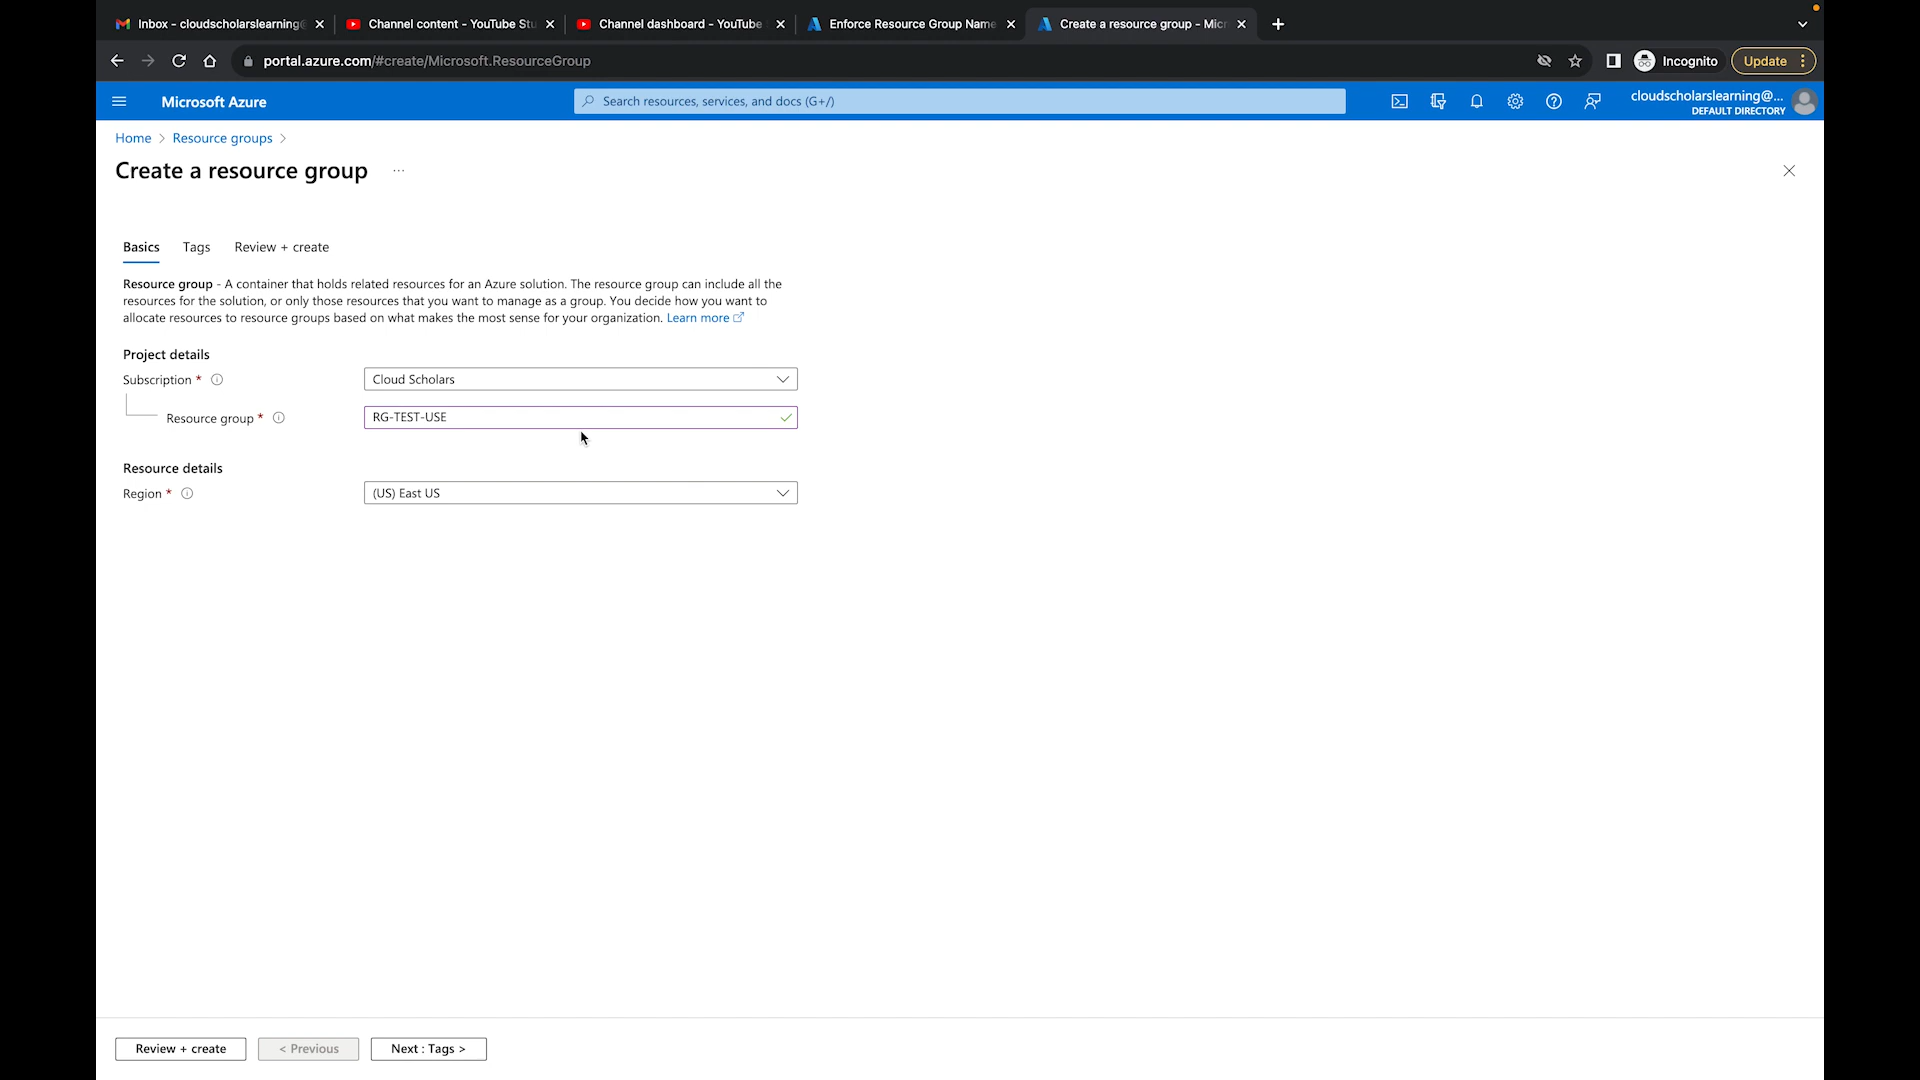 Inbox - cloudscholarslearning@
Channel content - YouTube Stu
Channel dashboard - YouTube
Enforce Resource Group Name
Create a resource group - Micr
portal.azure.com/#create/Microsoft.ResourceGroup
Incognito
Update
Microsoft Azure
Search resources, services, and docs (G+/)
cloudscholarslearning@...
DEFAULT DIRECTORY
Home > Resource groups >
Create a resource group ...
Basics
Tags
Review + create
Resource group - A container that holds related resources for an Azure solution. The resource group can include all the
resources for the solution, or only those resources that you want to manage as a group. You decide how you want to
allocate resources to resource groups based on what makes the most sense for your organization. Learn more
Project details
Subscription *
Cloud Scholars
Resource group *
RG-TEST-USE
Resource details
Region *
(US) East US
Review + create
< Previous
Next : Tags >